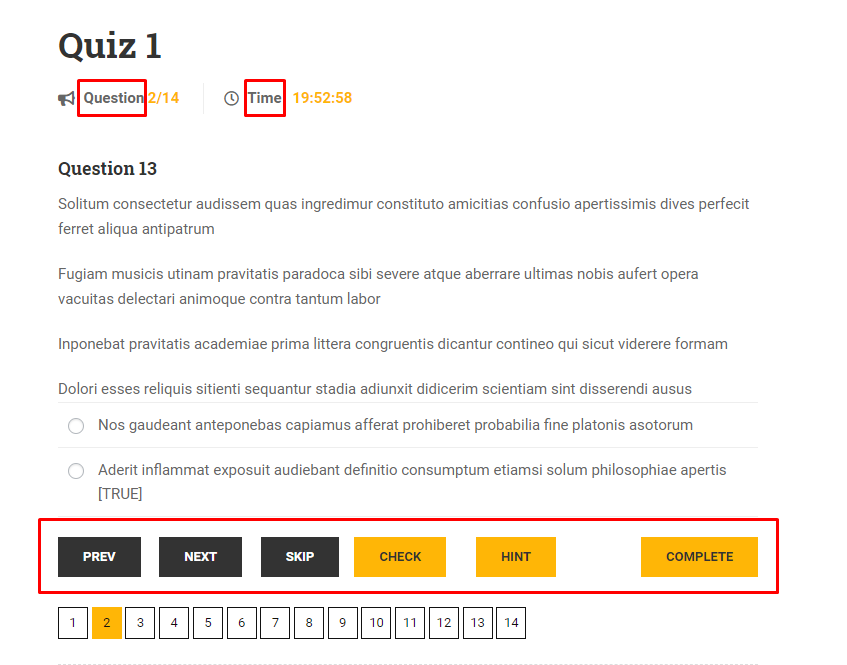 Quiz 1
Question 2/14 Time 19:52:58
Question 13
Solitum consectetur audissem quas ingredimur constituto amicitias confusio apertissimis dives perfecit
ferret aliqua antipatrum
Fugiam musicis utinam pravitatis paradoca sibi severe atque aberrare ultimas nobis aufert opera
vacuitas delectari animoque contra tantum labor
Inponebat pravitatis academiae prima littera congruentis dicantur contineo qui sicut viderere formam
Dolori esses reliquis sitienti sequantur stadia adiunxit didicerim scientiam sint disserendi ausus
Nos gaudeant anteponebas capiamus afferat prohiberet probabilia fine platonis asotorum
Aderit inflammat exposuit audiebant definitio consumptum etiamsi solum philosophiae apertis
[TRUE]
PREV NEXT SKIP CHECK HINT COMPLETE
1 2 3 4 5 6 7 8 9 10 11 12 13 14